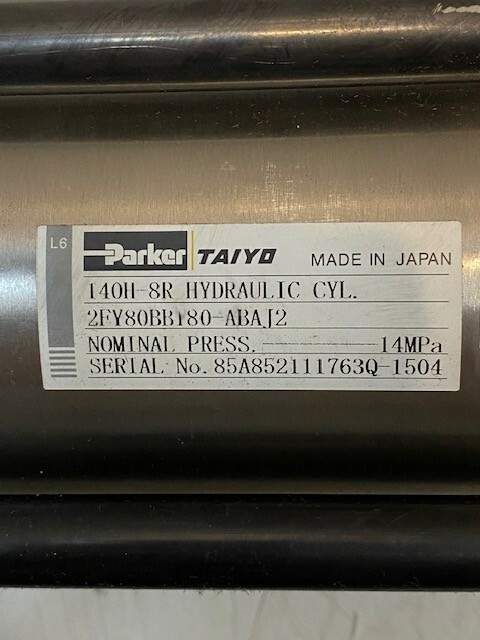 L6
Parker TAIYO MADE IN JAPAN
140H-8R HYDRAULIC CYL.
2FY80BB180-ABAJ2
NOMINAL PRESS. 14MPa
SERIAL No. 85A852111763Q-1504